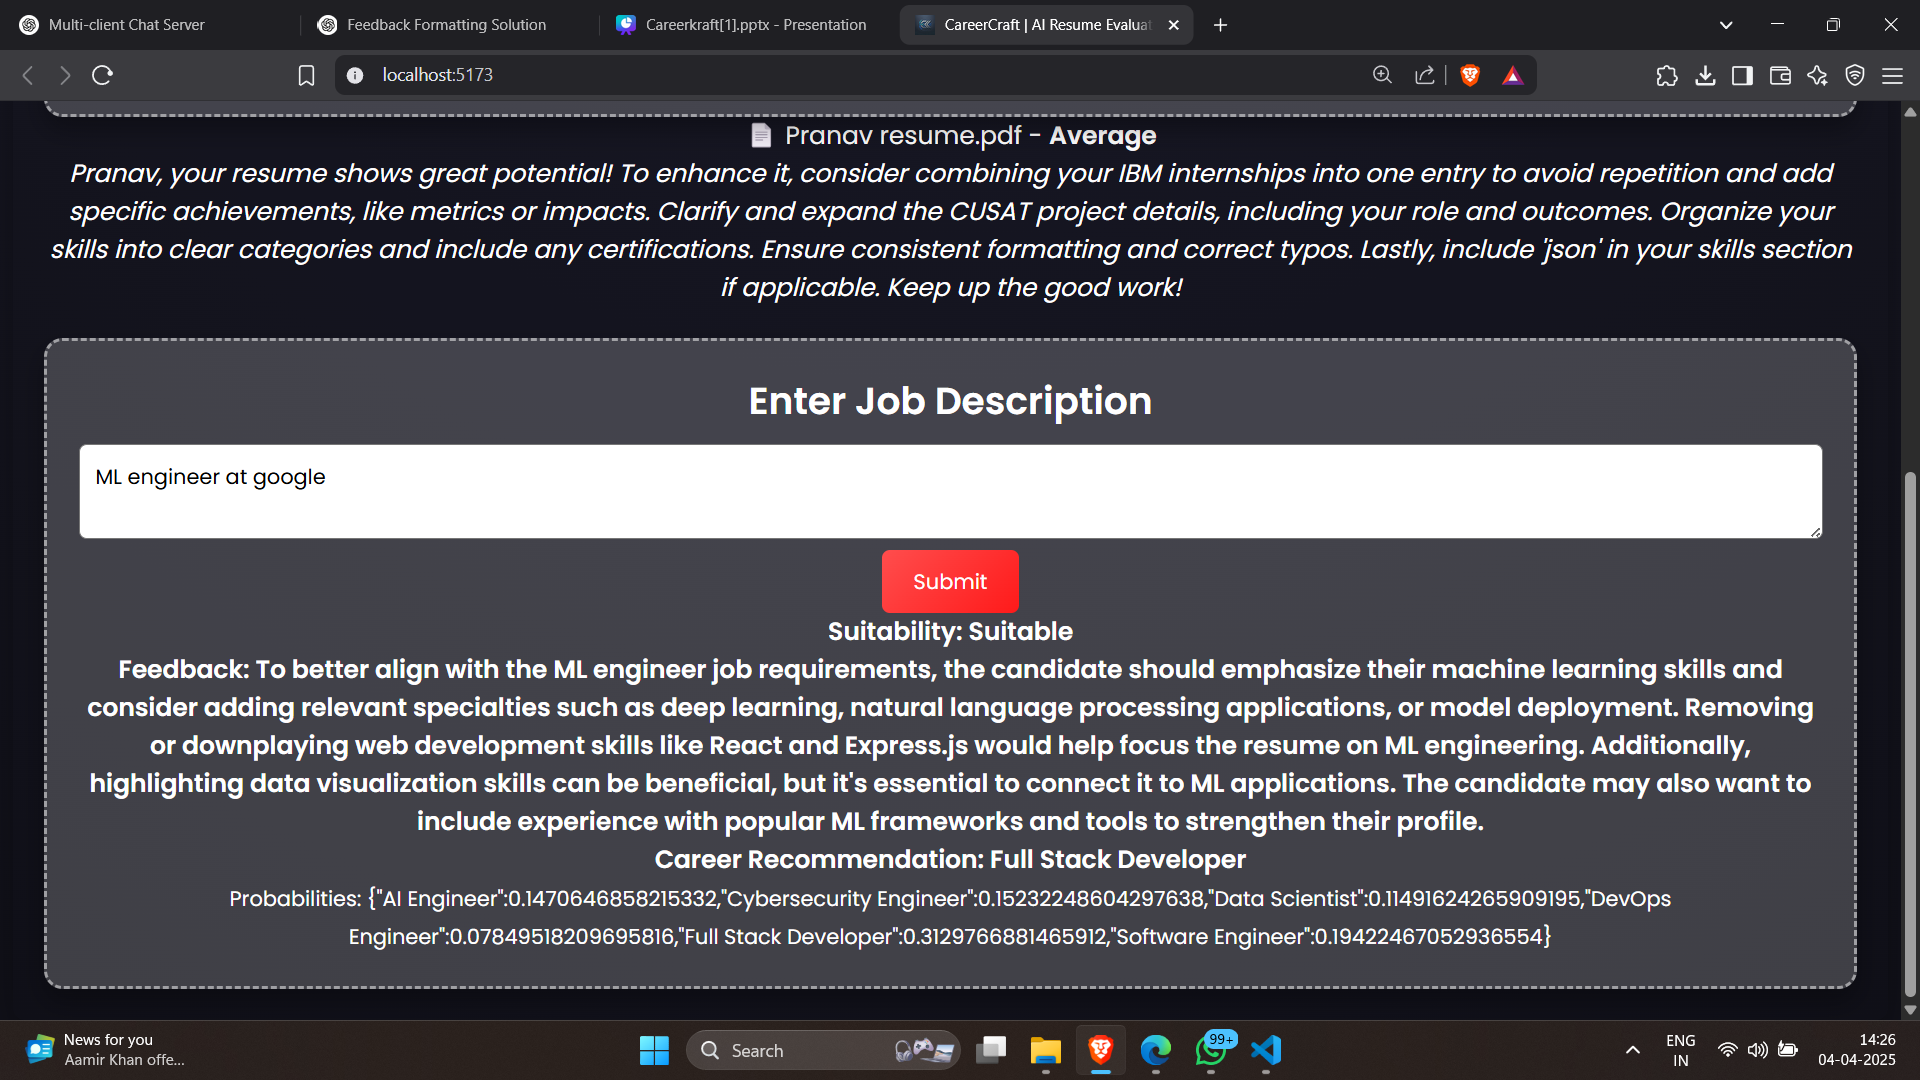 Multi-client Chat Server
Feedback Formatting Solution
Careerkraft[1].pptx - Presentation
CareerCraft | AI Resume Evaluat
localhost:5173
Pranav resume.pdf - Average
Pranav, your resume shows great potential! To enhance it, consider combining your IBM internships into one entry to avoid repetition and add
specific achievements, like metrics or impacts. Clarify and expand the CUSAT project details, including your role and outcomes. Organize your
skills into clear categories and include any certifications. Ensure consistent formatting and correct typos. Lastly, include 'json' in your skills section
if applicable. Keep up the good work!
Enter Job Description
ML engineer at google
Submit
Suitability: Suitable
Feedback: To better align with the ML engineer job requirements, the candidate should emphasize their machine learning skills and
consider adding relevant specialties such as deep learning, natural language processing applications, or model deployment. Removing
or downplaying web development skills like React and Express.js would help focus the resume on ML engineering. Additionally,
highlighting data visualization skills can be beneficial, but it's essential to connect it to ML applications. The candidate may also want to
include experience with popular ML frameworks and tools to strengthen their profile.
Career Recommendation: Full Stack Developer
Probabilities: {"AI Engineer":0.1470646858215332,"Cybersecurity Engineer":0.15232248604297638,"Data Scientist":0.11491624265909195,"DevOps
Engineer":0.07849518209695816,"Full Stack Developer":0.3129766881465912,"Software Engineer":0.19422467052936554}
News for you
Aamir Khan offe...
Search
99+
ENG
IN
14:26
04-04-2025